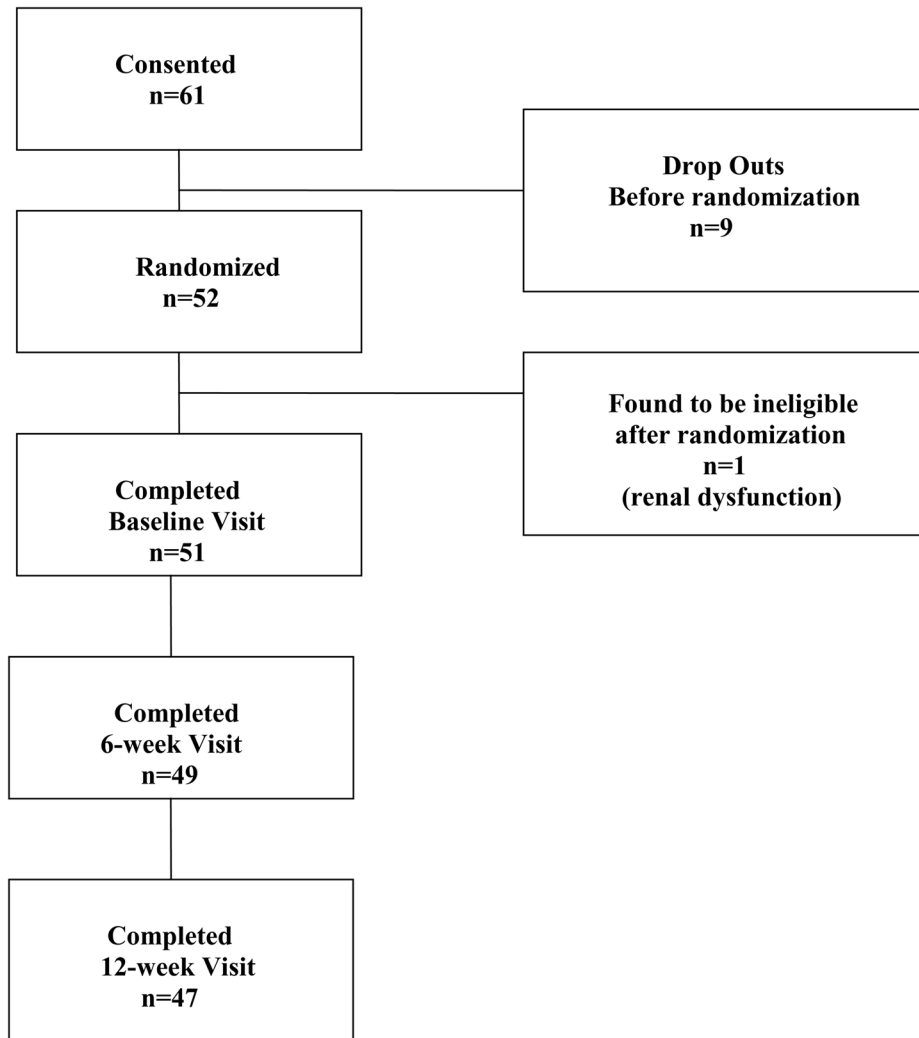 Consented
n=61
Drop Outs
Before randomization
n=9
Randomized
n=52
Found to be ineligible
after randomization
n=1
(renal dysfunction)
Completed
Baseline Visit
n=51
Completed
6-week Visit
n=49
Completed
12-week Visit
n=47